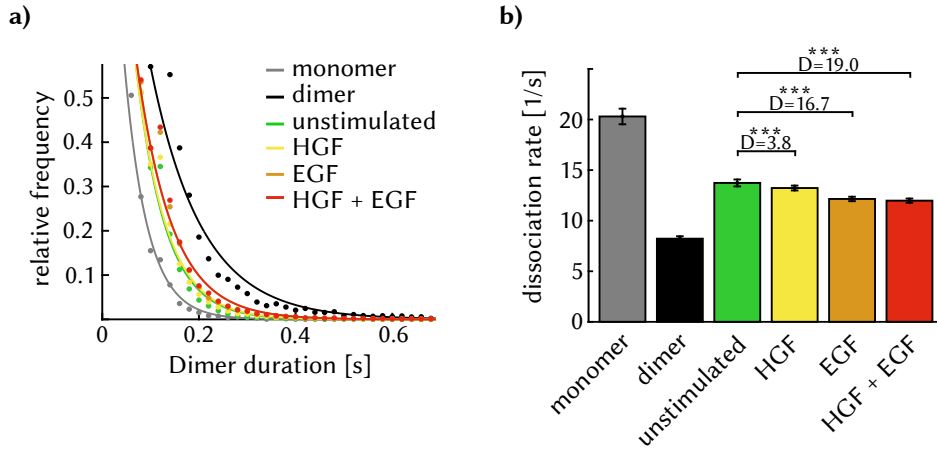 a)
relative frequency
0.5
0.4
0.3
0.2
0.1
0
0.2
0.4
0.6
Dimer duration [s]
monomer
dimer
unstimulated
HGF
EGF
HGF + EGF
b)
dissociation rate [1/s]
20
15
10
5
0
***
D=19.0
***
D=16.7
***
D=3.8
monomer
dimer
unstimulated
HGF
EGF
HGF + EGF